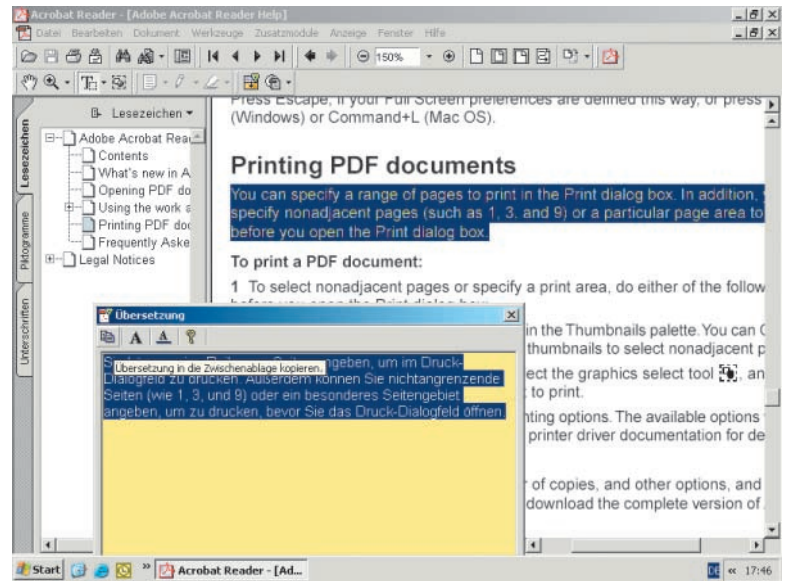 Acrobat Reader - [Adobe Acrobat Reader Help]
Datei Bearbeiten Dokument Werkzeuge Zusatzmodule Anzeige Fenster Hilfe
150%
Lesezeichen
Piktogramme
Unterschriften
Lesezeichen
Adobe Acrobat Rea
Contents
What's new in A
Opening PDF do
Using the work a
Printing PDF doc
Frequently Aske
Legal Notices
Press Escape, if your Full Screen preferences are defined this way, or press
(Windows) or Command+L (Mac OS).
Printing PDF documents
You can specify a range of pages to print in the Print dialog box. In addition,
specify nonadjacent pages (such as 1, 3, and 9) or a particular page area to
before you open the Print dialog box.
To print a PDF document:
1 To select nonadjacent pages or specify a print area, do either of the follow
before you open the Print dialog box:
in the Thumbnails palette. You can
thumbnails to select nonadjacent p
ect the graphics select tool , an
to print.
nting options. The available options
printer driver documentation for de
of copies, and other options, and
download the complete version of
Übersetzung
A A ?
Übersetzung in die Zwischenablage kopieren.
ngeben, um im Druck-
Dialogfeld zu drucken. Außerdem können Sie nichtangrenzende
Seiten (wie 1, 3, und 9) oder ein besonderes Seitengebiet
angeben, um zu drucken, bevor Sie das Druck-Dialogfeld öffnen.
Start
» Acrobat Reader - [Ad...
DE « 17:46